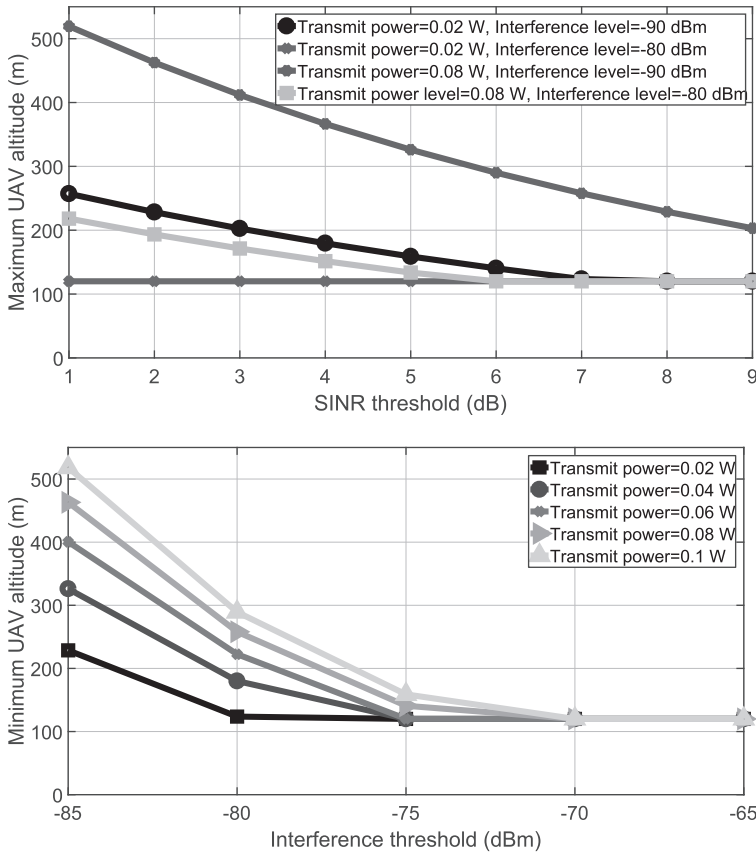 Maximum UAV altitude (m)
500
400
300
200
100
0
Transmit power=0.02 W, Interference level=-90 dBm
Transmit power=0.02 W, Interference level=-80 dBm
Transmit power=0.08 W, Interference level=-90 dBm
Transmit power level=0.08 W, Interference level=-80 dBm
1 2 3 4 5 6 7 8 9
SINR threshold (dB)
Minimum UAV altitude (m)
500
400
300
200
100
0
Transmit power=0.02 W
Transmit power=0.04 W
Transmit power=0.06 W
Transmit power=0.08 W
Transmit power=0.1 W
-85 -80 -75 -70 -65
Interference threshold (dBm)